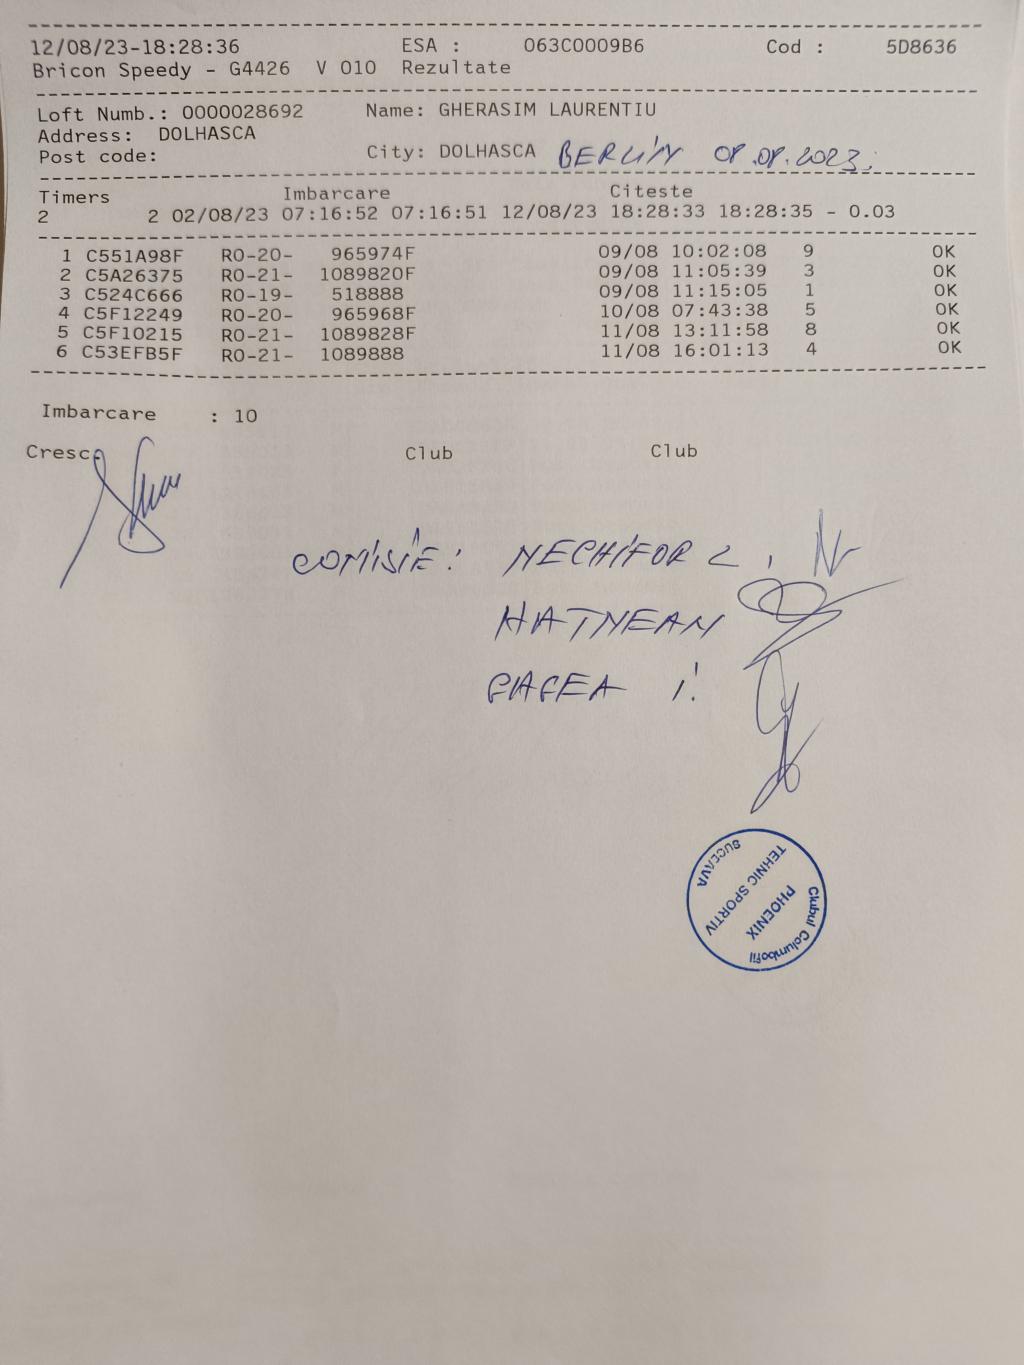 12/08/23-18:28:36 ESA : 063C0009B6 Cod : 5D8636
Bricon Speedy - G4426 V 010 Rezultate
Loft Numb.: 0000028692 Name: GHERASIM LAURENTIU
Address: DOLHASCA
Post code: City: DOLHASCA BERLIN 08.08.2023.
Timers Imbarcare Citeste
2 2 02/08/23 07:16:52 07:16:51 12/08/23 18:28:33 18:28:35 - 0.03
1 C551A98F RO-20- 965974F 09/08 10:02:08 9 OK
2 C5A26375 RO-21- 1089820F 09/08 11:05:39 3 OK
3 C524C666 RO-19- 518888 09/08 11:15:05 1 OK
4 C5F12249 RO-20- 965968F 10/08 07:43:38 5 OK
5 C5F10215 RO-21- 1089828F 11/08 13:11:58 8 OK
6 C53EFB5F RO-21- 1089888 11/08 16:01:13 4 OK
Imbarcare : 10
Cresc Club Club
COMISIE: NECHIFOR L.
HATNEAN
GAGEA I.
Clubul Columbofil
PHOENIX
TEHNIC SPORTIV
SUCEAVA